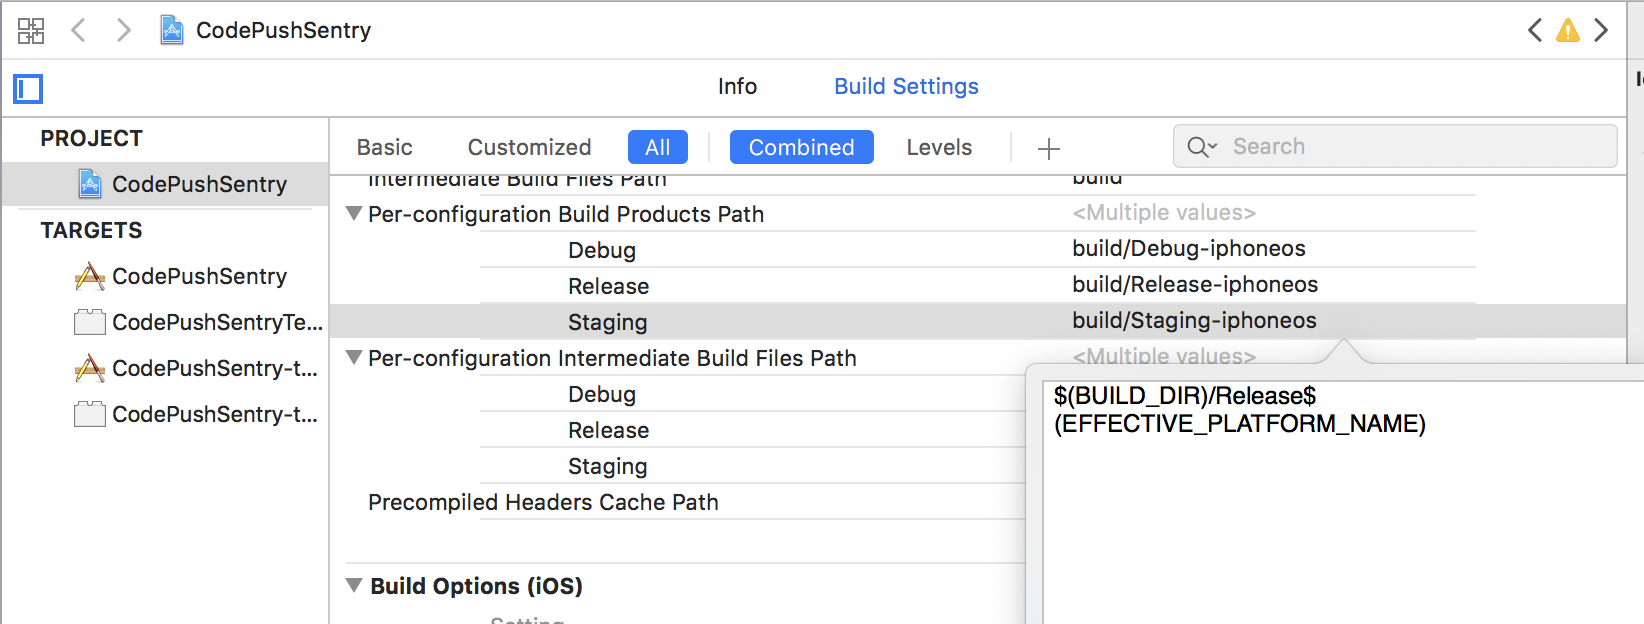 CodePushSentry
Info
Build Settings
PROJECT
CodePushSentry
TARGETS
CodePushSentry
CodePushSentryTe...
CodePushSentry-t...
CodePushSentry-t...
Basic
Customized
All
Combined
Levels
Search
Intermediate Build Files Path
build
Per-configuration Build Products Path
<Multiple values>
Debug
build/Debug-iphoneos
Release
build/Release-iphoneos
Staging
build/Staging-iphoneos
Per-configuration Intermediate Build Files Path
<Multiple values>
Debug
Release
Staging
Precompiled Headers Cache Path
$(BUILD_DIR)/Release$
(EFFECTIVE_PLATFORM_NAME)
Build Options (iOS)
Setting